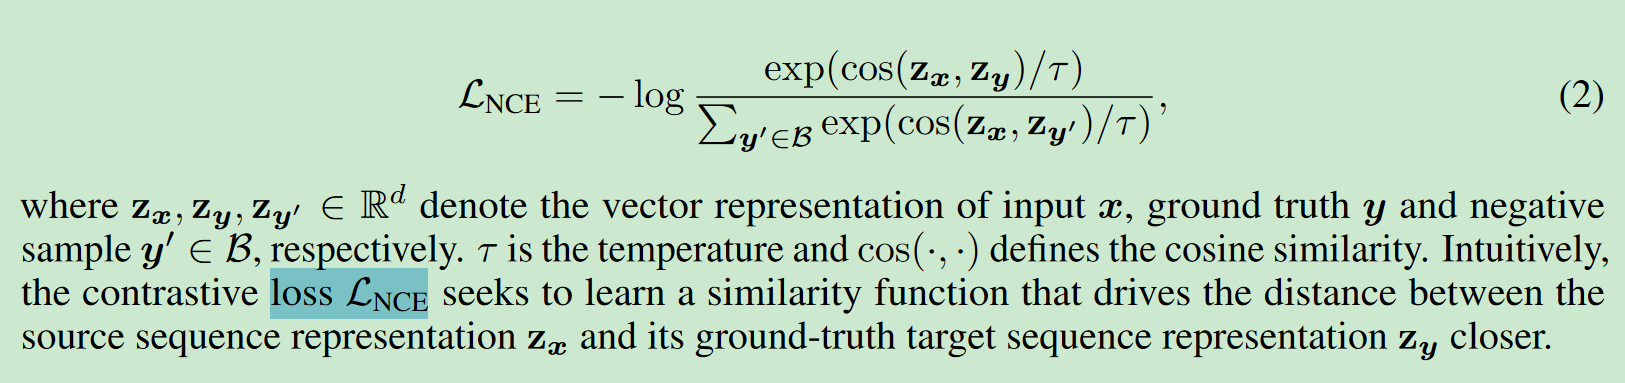 ℒ_NCE = − log exp(cos(z_x, z_y)/τ) / ∑_{y′∈ℬ} exp(cos(z_x, z_{y′})/τ), (2)
where z_x, z_y, z_{y′} ∈ ℝ^d denote the vector representation of input x, ground truth y and negative
sample y′ ∈ ℬ, respectively. τ is the temperature and cos(·, ·) defines the cosine similarity. Intuitively,
the contrastive loss ℒ_NCE seeks to learn a similarity function that drives the distance between the
source sequence representation z_x and its ground-truth target sequence representation z_y closer.